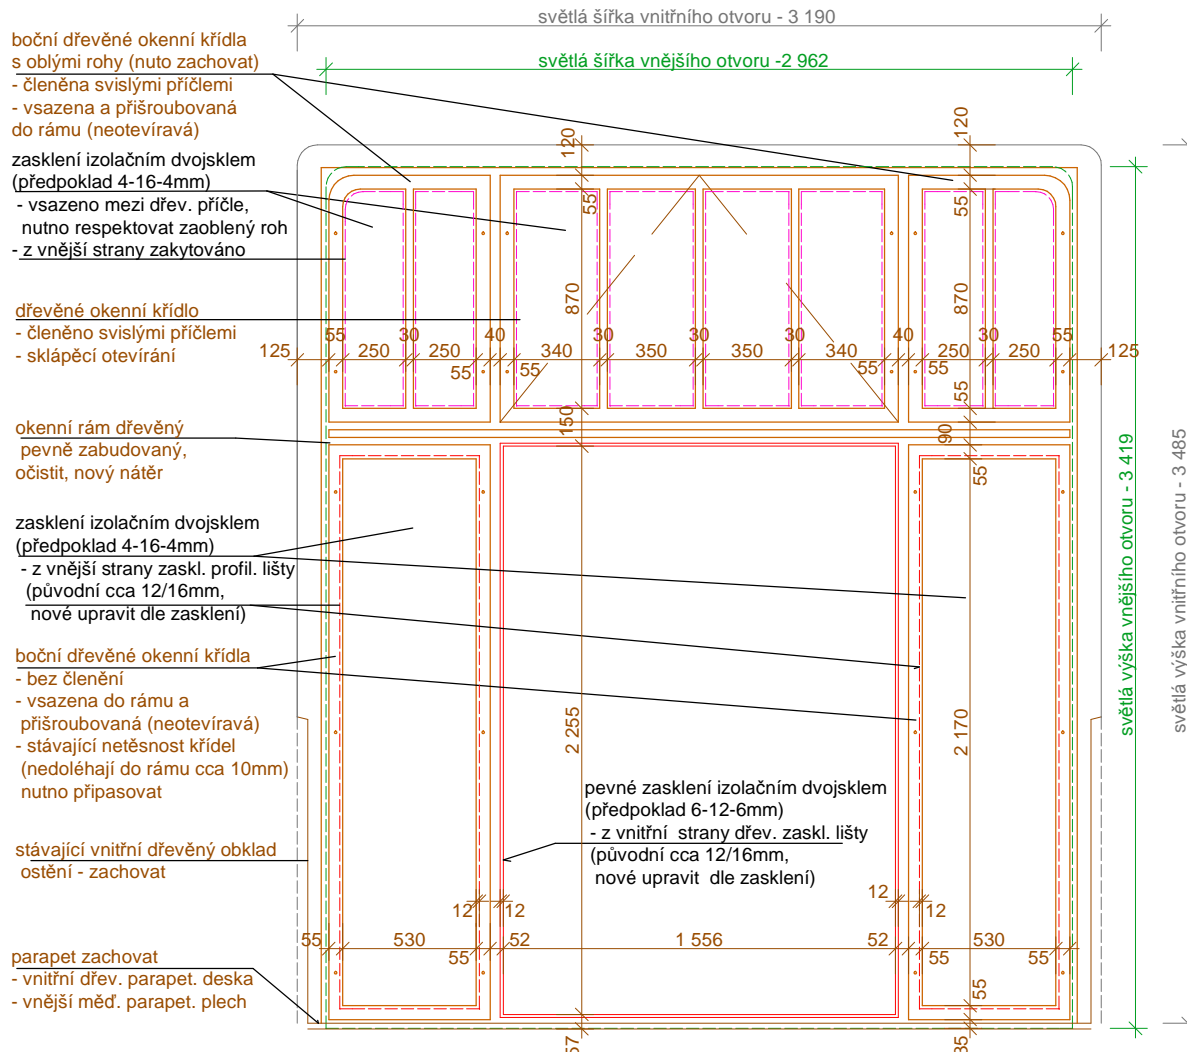 světlá šířka vnitřního otvoru - 3 190
světlá šířka vnějšího otvoru -2 962
boční dřevěné okenní křídla
s oblými rohy (nuto zachovat)
- členěna svislými příčlemi
- vsazena a přišroubovaná
do rámu (neotevíravá)
zasklení izolačním dvojsklem
(předpoklad 4-16-4mm)
- vsazeno mezi dřev. příčle,
nutno respektovat zaoblený roh
- z vnější strany zakytováno
dřevěné okenní křídlo
- členěno svislými příčlemi
- sklápěcí otevírání
okenní rám dřevěný
pevně zabudovaný,
očistit, nový nátěr
zasklení izolačním dvojsklem
(předpoklad 4-16-4mm)
- z vnější strany zaskl. profil. lišty
(původní cca 12/16mm,
nové upravit dle zasklení)
boční dřevěné okenní křídla
- bez členění
- vsazena do rámu a
přišroubovaná (neotevíravá)
- stávající netěsnost křídel
(nedoléhají do rámu cca 10mm)
nutno připasovat
stávající vnitřní dřevěný obklad
ostění - zachovat
parapet zachovat
- vnitřní dřev. parapet. deska
- vnější měď. parapet. plech
pevné zasklení izolačním dvojsklem
(předpoklad 6-12-6mm)
- z vnitřní strany dřev. zaskl. lišty
(původní cca 12/16mm,
nové upravit dle zasklení)
120
120
55
55
870
870
55 30 40 30 30 30 40 30 55
125 250 250 340 350 350 340 250 250 125
55 55 55 55
55
150
90
55
2 255
2 170
12 12 12 12
55 530 52 1 556 52 530
55 55 55
55
světlá výška vnějšího otvoru - 3 419
světlá výška vnitřního otvoru - 3 485